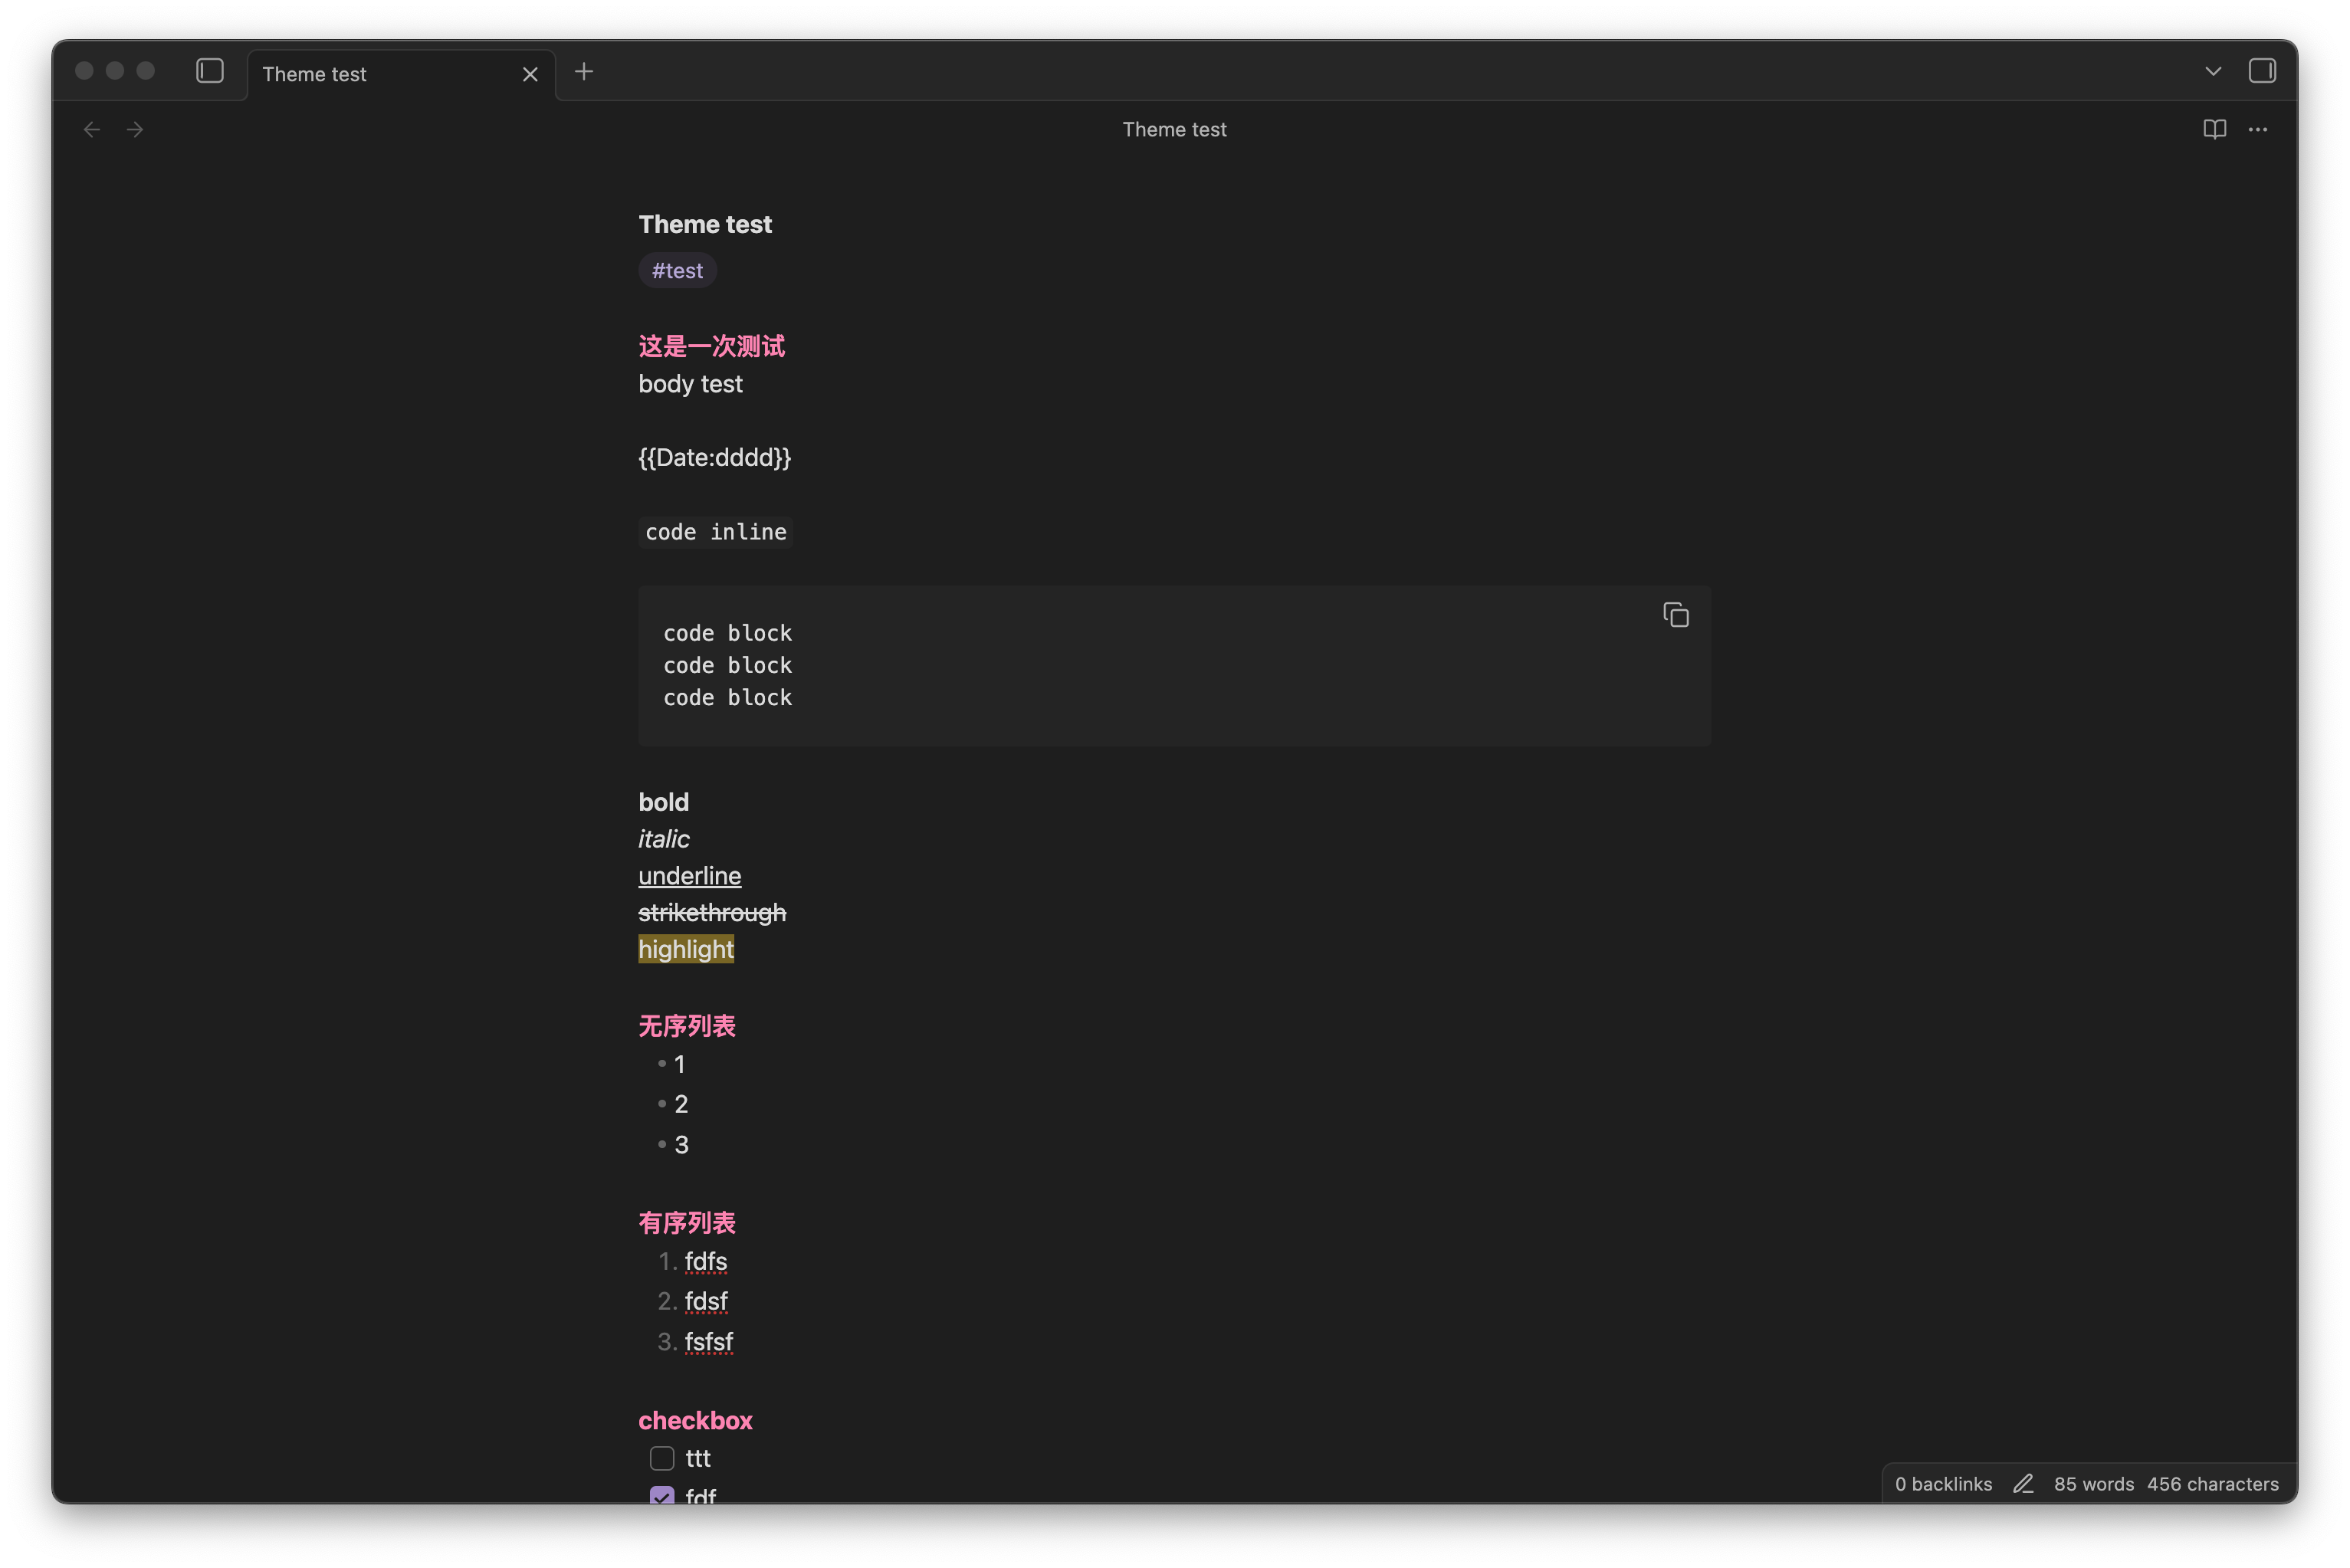 Theme test
Theme test
Theme test
#test
这是一次测试
body test
{{Date:dddd}}
code inline
code block
code block
code block
bold
italic
underline
strikethrough
highlight
无序列表
• 1
• 2
• 3
有序列表
1. fdfs
2. fdsf
3. fsfsf
checkbox
ttt
fdf
0 backlinks 85 words 456 characters